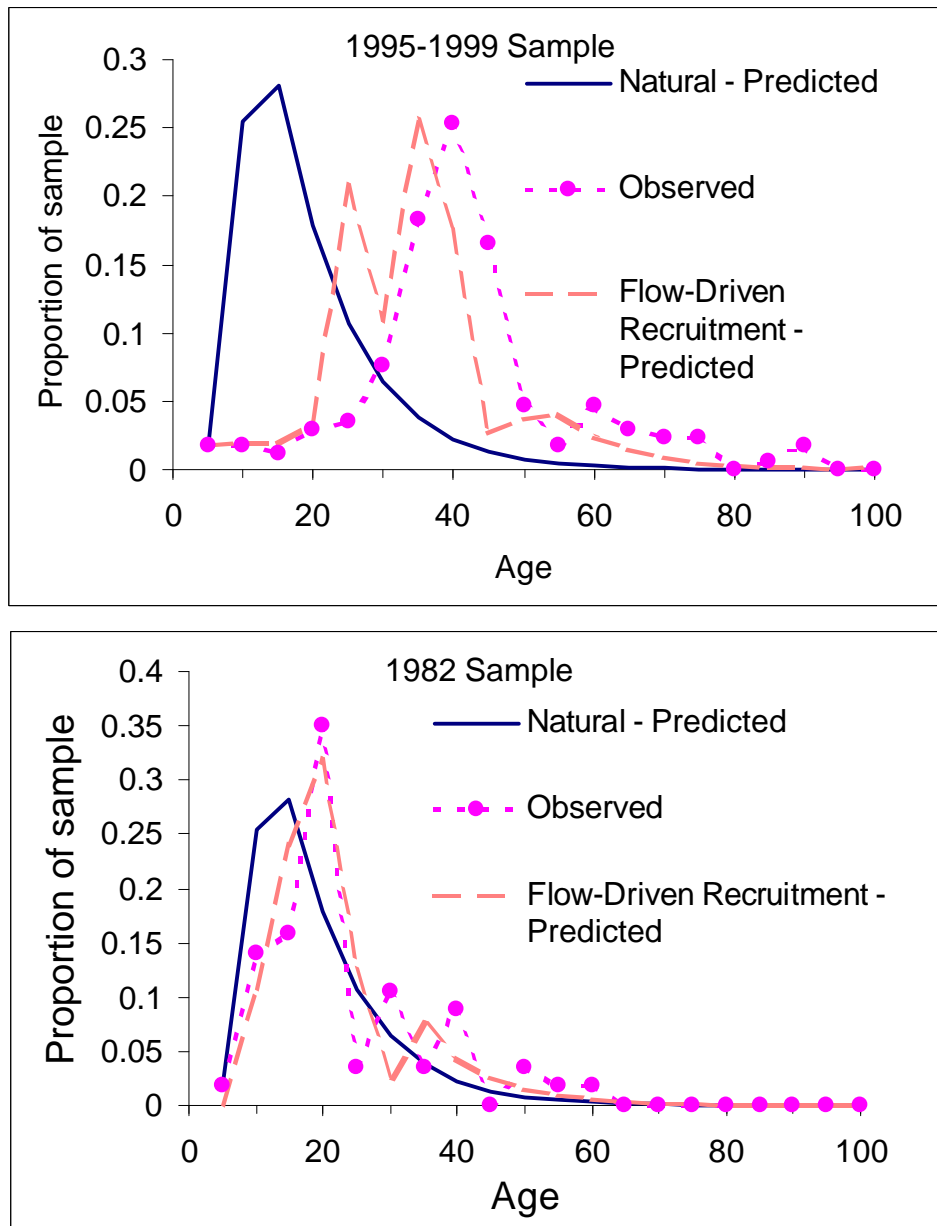 1995-1999 Sample
0.3
0.25
0.2
0.15
0.1
0.05
0
Proportion of sample
Natural - Predicted
Observed
Flow-Driven
Recruitment -
Predicted
0 20 40 60 80 100
Age
1982 Sample
0.4
0.35
0.3
0.25
0.2
0.15
0.1
0.05
0
Proportion of sample
Natural - Predicted
Observed
Flow-Driven Recruitment -
Predicted
0 20 40 60 80 100
Age